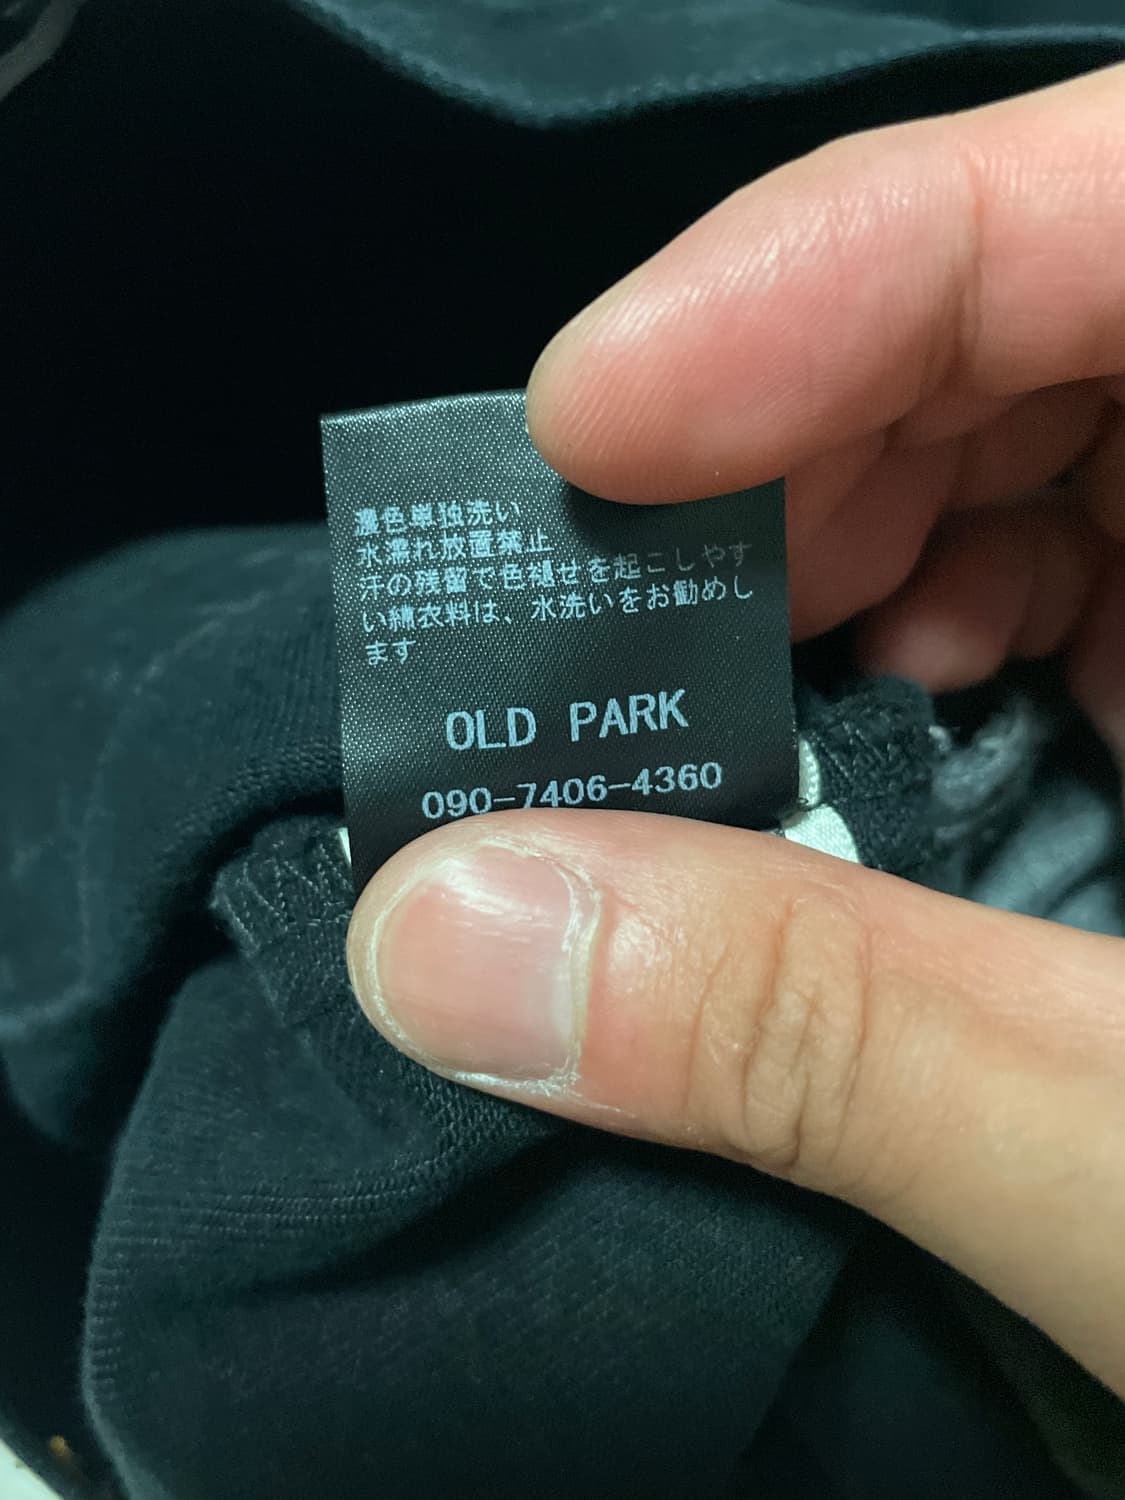 濃色単独洗い
水濡れ放置禁止
汗の残留で色褪せを起こしやす
い綿衣料は、水洗いをお勧めし
ます
OLD PARK
090-7406-4360